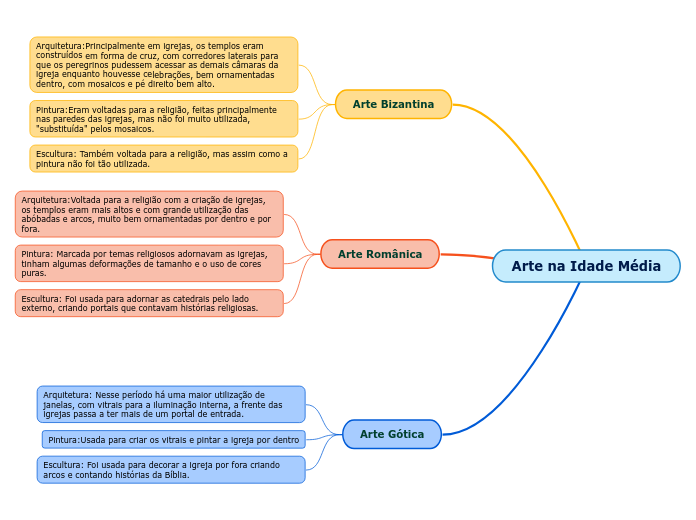 Arquitetura:Principalmente em igrejas, os templos eram
construídos em forma de cruz, com corredores laterais para
que os peregrinos pudessem acessar as demais câmaras da
igreja enquanto houvesse celebrações, bem ornamentadas
dentro, com mosaicos e pé direito bem alto.
Pintura:Eram voltadas para a religião, feitas principalmente
nas paredes das igrejas, mas não foi muito utilizada,
"substituída" pelos mosaicos.
Escultura: Também voltada para a religião, mas assim como a
pintura não foi tão utilizada.
Arte Bizantina
Arquitetura:Voltada para a religião com a criação de igrejas,
os templos eram mais altos e com grande utilização das
abóbadas e arcos, muito bem ornamentadas por dentro e por
fora.
Pintura: Marcada por temas religiosos adornavam as igrejas,
tinham algumas deformações de tamanho e o uso de cores
puras.
Escultura: Foi usada para adornar as catedrais pelo lado
externo, criando portais que contavam histórias religiosas.
Arte Românica
Arte na Idade Média
Arquitetura: Nesse período há uma maior utilização de
janelas, com vitrais para a iluminação interna, a frente das
igrejas passa a ter mais de um portal de entrada.
Pintura:Usada para criar os vitrais e pintar a igreja por dentro
Escultura: Foi usada para decorar a igreja por fora criando
arcos e contando histórias da Bíblia.
Arte Gótica